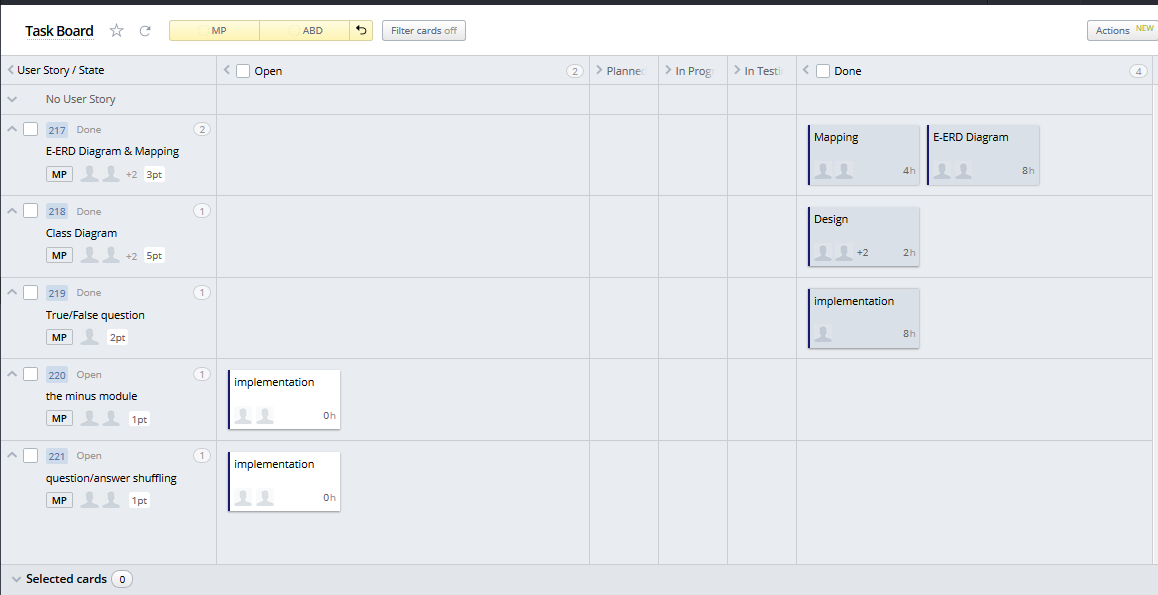 Task Board MP ABD Filter cards off Actions NEW
User Story / State Open 2 Planne In Prog In Testi Done 4
No User Story
217 Done 2
E-ERD Diagram & Mapping
MP +2 3pt
Mapping
4h
E-ERD Diagram
8h
218 Done 1
Class Diagram
MP +2 5pt
Design
+2 2h
219 Done 1
True/False question
MP 2pt
implementation
8h
220 Open 1
the minus module
MP 1pt
implementation
0h
221 Open 1
question/answer shuffling
MP 1pt
implementation
0h
Selected cards 0